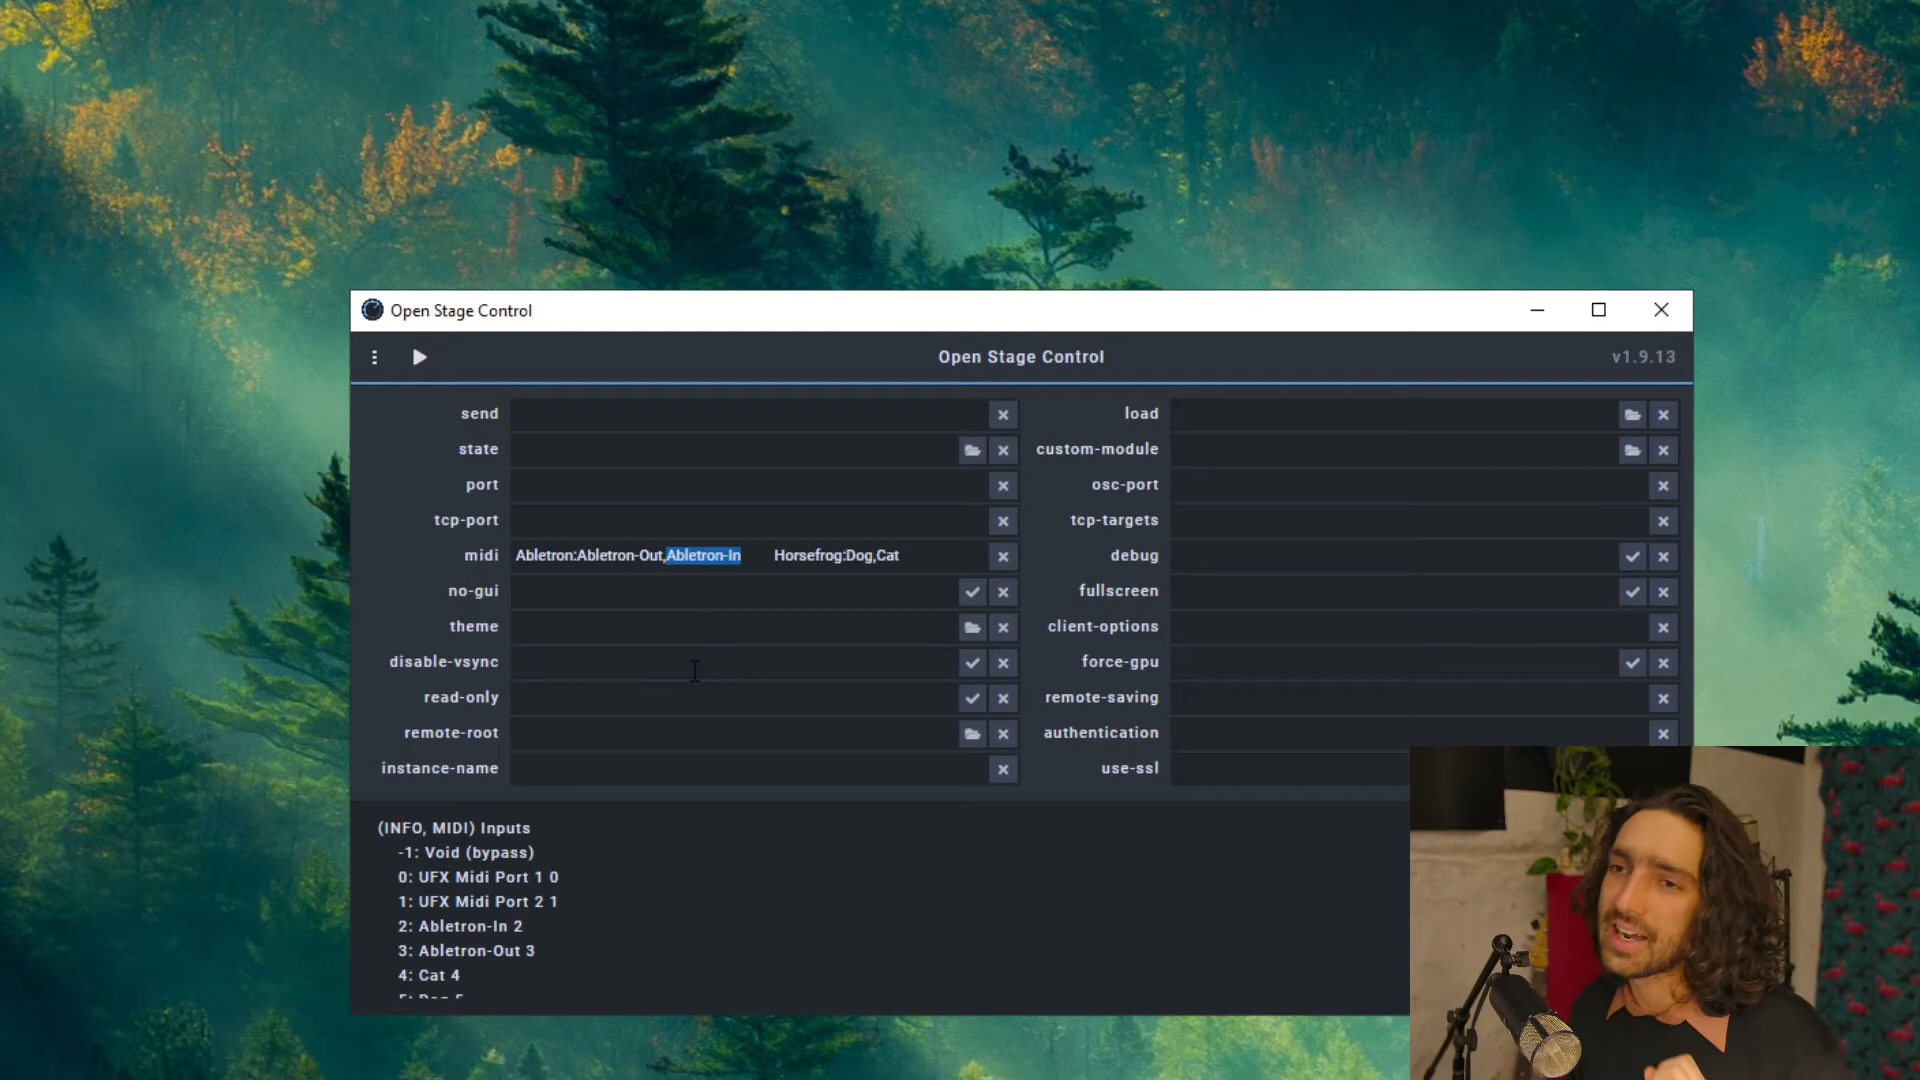 Open Stage Control
Open Stage Control
v1.9.13
send
load
state
custom-module
port
osc-port
tcp-port
tcp-targets
midi Abletron:Abletron-Out,Abletron-In Horsefrog:Dog,Cat
debug
no-gui
fullscreen
theme
client-options
disable-vsync
force-gpu
read-only
remote-saving
remote-root
authentication
instance-name
use-ssl
(INFO, MIDI) Inputs
-1: Void (bypass)
0: UFX Midi Port 1 0
1: UFX Midi Port 2 1
2: Abletron-In 2
3: Abletron-Out 3
4: Cat 4
5: Dog 5